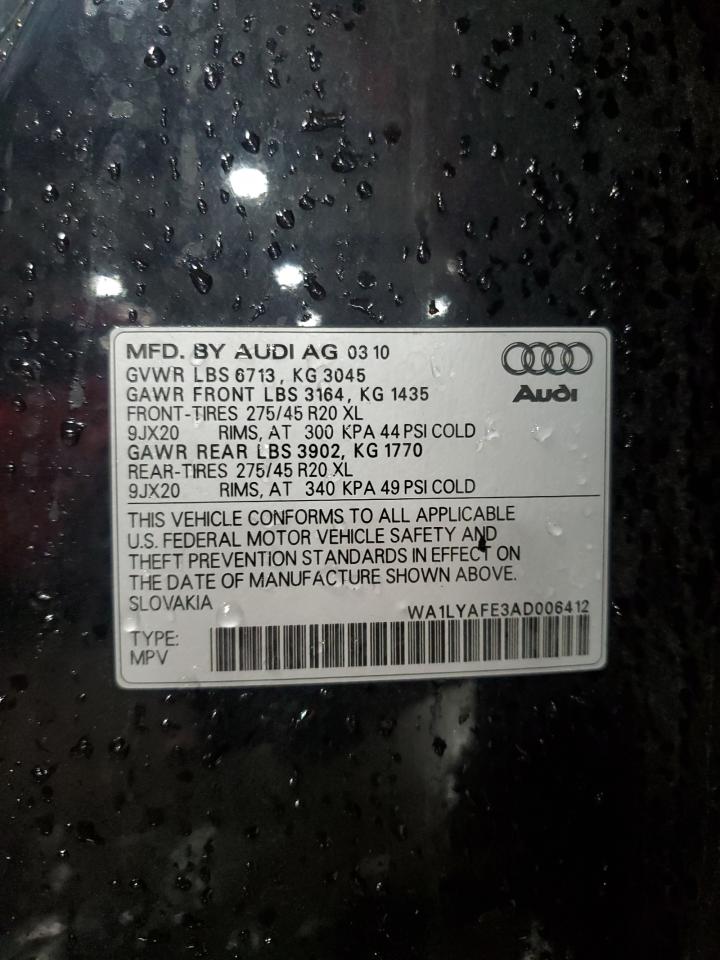 MFD. BY AUDI AG 03 10
GVWR LBS 6713, KG 3045
GAWR FRONT LBS 3164, KG 1435
FRONT-TIRES 275/45 R20 XL
9JX20 RIMS, AT 300 KPA 44 PSI COLD
GAWR REAR LBS 3902, KG 1770
REAR-TIRES 275/45 R20 XL
9JX20 RIMS, AT 340 KPA 49 PSI COLD
Audi
THIS VEHICLE CONFORMS TO ALL APPLICABLE
U.S. FEDERAL MOTOR VEHICLE SAFETY AND
THEFT PREVENTION STANDARDS IN EFFECT ON
THE DATE OF MANUFACTURE SHOWN ABOVE.
SLOVAKIA
WA1LYAFE3AD006412
TYPE:
MPV